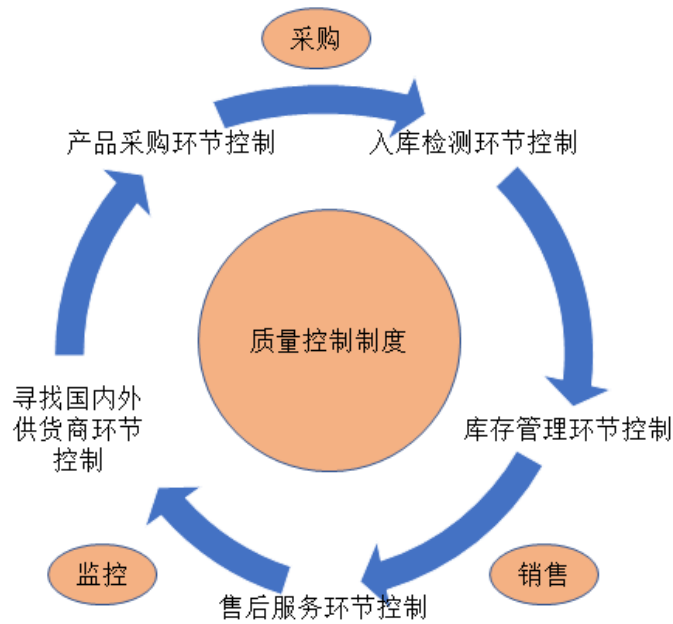 采购
产品采购环节控制
入库检测环节控制
质量控制制度
寻找国内外
供货商环节
控制
库存管理环节控制
监控
销售
售后服务环节控制